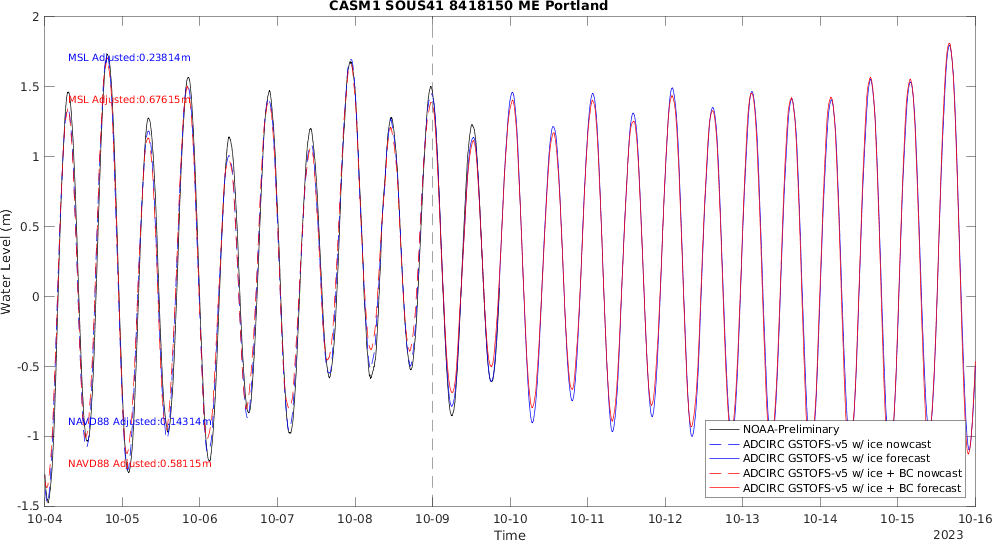 CASM1 SOUS41 8418150 ME Portland
2
MSL Adjusted:0.23814m
1.5
MSL Adjusted:0.67615m
1
0.5
Water Level (m)
0
-0.5
NAVD88 Adjusted:0.14314m
NOAA-Preliminary
-1
ADCIRC GSTOFS-v5 w/ ice nowcast
ADCIRC GSTOFS-v5 w/ ice forecast
NAVD88 Adjusted:0.58115m
ADCIRC GSTOFS-v5 w/ ice + BC nowcast
ADCIRC GSTOFS-v5 w/ ice + BC forecast
-1.5
10-04 10-05 10-06 10-07 10-08 10-09 10-10 10-11 10-12 10-13 10-14 10-15 10-16
Time
2023